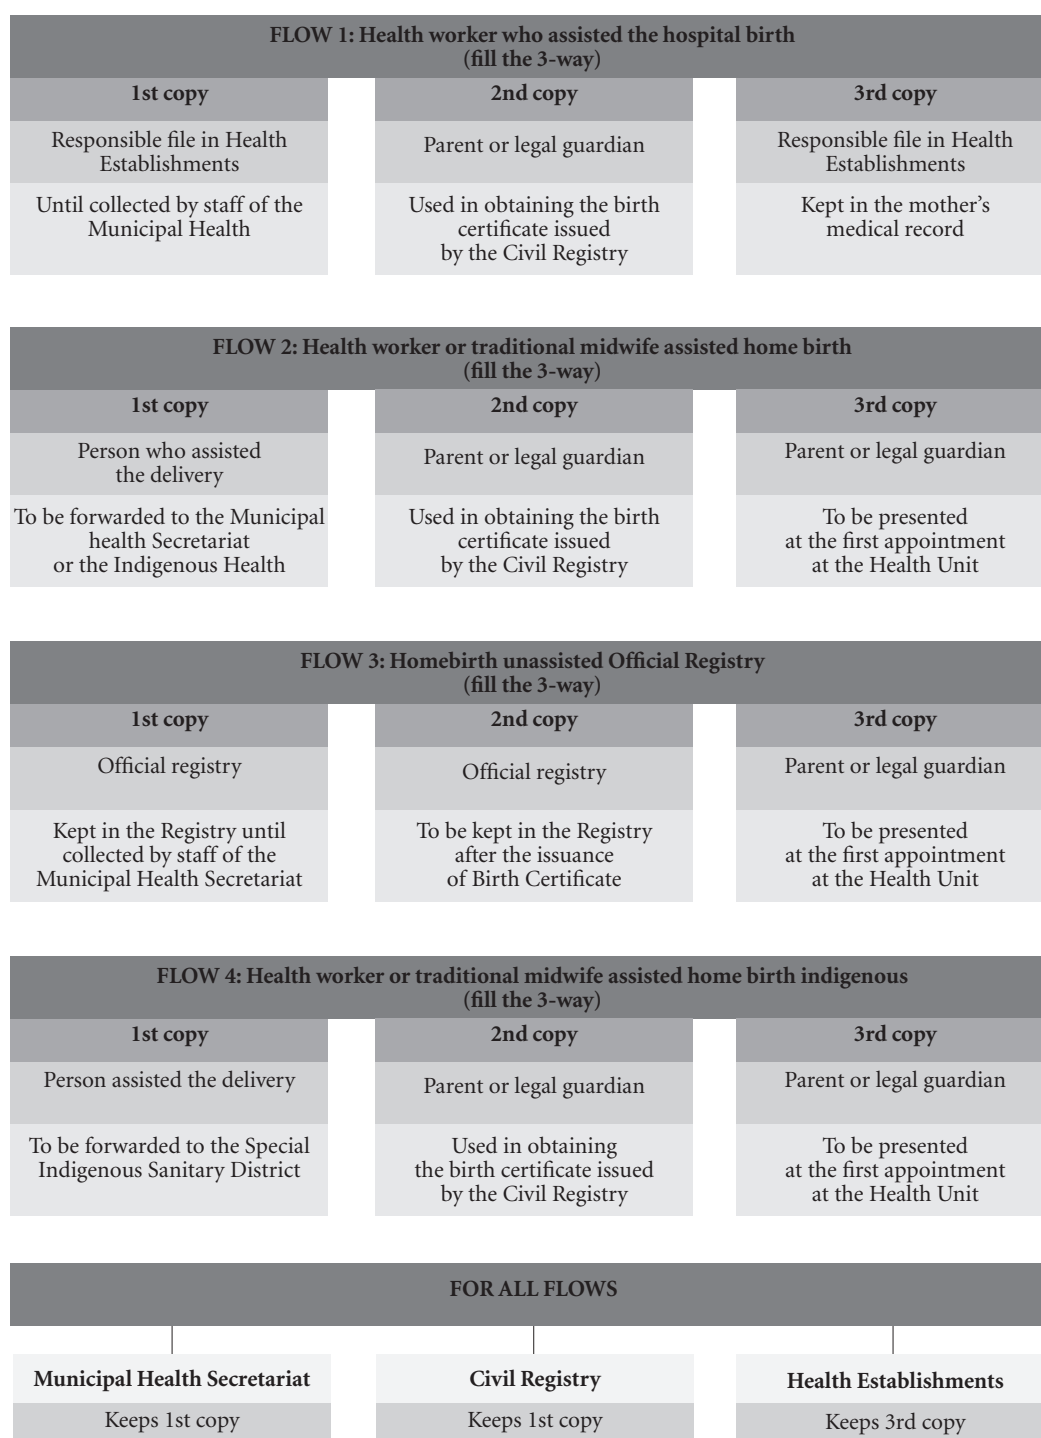 FLOW 1: Health worker who assisted the hospital birth
(fill the 3-way)
1st copy
Responsible file in Health
Establishments
Until collected by staff of the
Municipal Health
2nd copy
Parent or legal guardian
Used in obtaining the birth
certificate issued
by the Civil Registry
3rd copy
Responsible file in Health
Establishments
Kept in the mother's
medical record
FLOW 2: Health worker or traditional midwife assisted home birth
(fill the 3-way)
1st copy
Person who assisted
the delivery
To be forwarded to the Municipal
health Secretariat
or the Indigenous Health
2nd copy
Parent or legal guardian
Used in obtaining the birth
certificate issued
by the Civil Registry
3rd copy
Parent or legal guardian
To be presented
at the first appointment
at the Health Unit
FLOW 3: Homebirth unassisted Official Registry
(fill the 3-way)
1st copy
Official registry
Kept in the Registry until
collected by staff of the
Municipal Health Secretariat
2nd copy
Official registry
To be kept in the Registry
after the issuance
of Birth Certificate
3rd copy
Parent or legal guardian
To be presented
at the first appointment
at the Health Unit
FLOW 4: Health worker or traditional midwife assisted home birth indigenous
(fill the 3-way)
1st copy
Person assisted the delivery
To be forwarded to the Special
Indigenous Sanitary District
2nd copy
Parent or legal guardian
Used in obtaining
the birth certificate issued
by the Civil Registry
3rd copy
Parent or legal guardian
To be presented
at the first appointment
at the Health Unit
FOR ALL FLOWS
Municipal Health Secretariat
Keeps 1st copy
Civil Registry
Keeps 1st copy
Health Establishments
Keeps 3rd copy